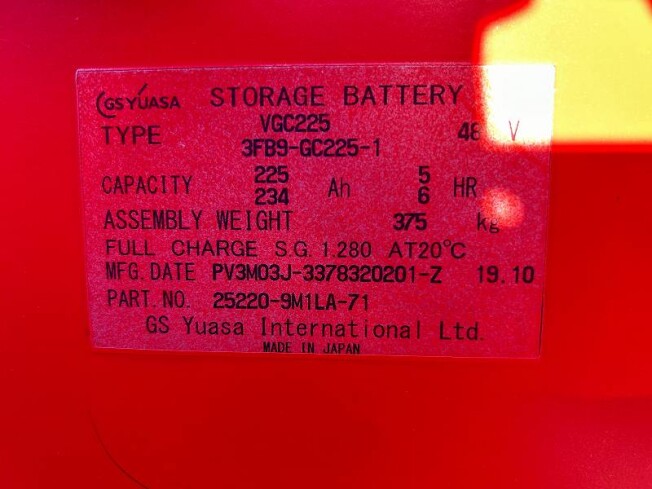 GS YUASA STORAGE BATTERY
TYPE VGC225 48 V
3FB9-GC225-1
CAPACITY 225 Ah 5 HR
234 6
ASSEMBLY WEIGHT 375 kg
FULL CHARGE S.G. 1.280 AT20℃
MFG. DATE PV3M03J-3378320201-Z 19.10
PART. NO. 25220-9M1LA-71
GS Yuasa International Ltd.
MADE IN JAPAN